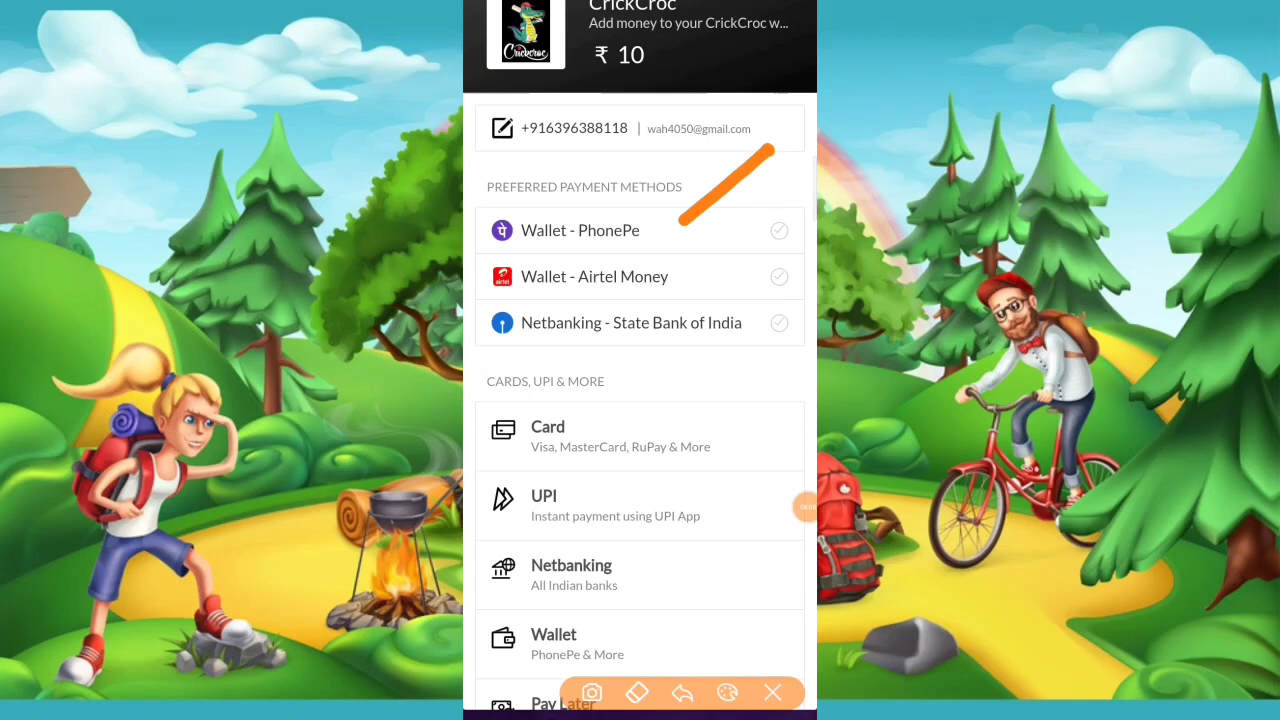 CrickCroc
Crickcroc
Add money to your CrickCroc w...
₹ 10
+916396388118 | wah4050@gmail.com
PREFERRED PAYMENT METHODS
पे Wallet - PhonePe
airtel Wallet - Airtel Money
Netbanking - State Bank of India
CARDS, UPI & MORE
Card
Visa, MasterCard, RuPay & More
UPI
Instant payment using UPI App
Netbanking
All Indian banks
Wallet
PhonePe & More
Pay Later